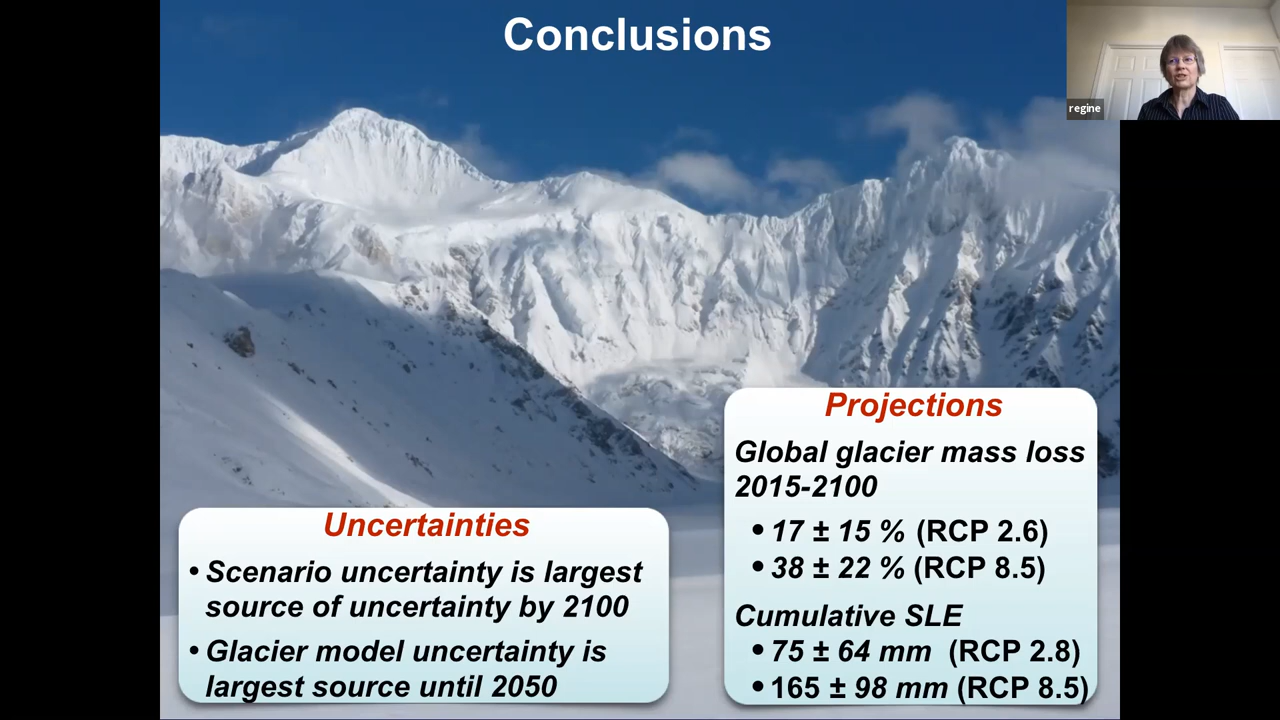 Conclusions
regine
Uncertainties
• Scenario uncertainty is largest
source of uncertainty by 2100
• Glacier model uncertainty is
largest source until 2050
Projections
Global glacier mass loss
2015-2100
• 17 ± 15 % (RCP 2.6)
• 38 ± 22 % (RCP 8.5)
Cumulative SLE
• 75 ± 64 mm (RCP 2.8)
• 165 ± 98 mm (RCP 8.5)